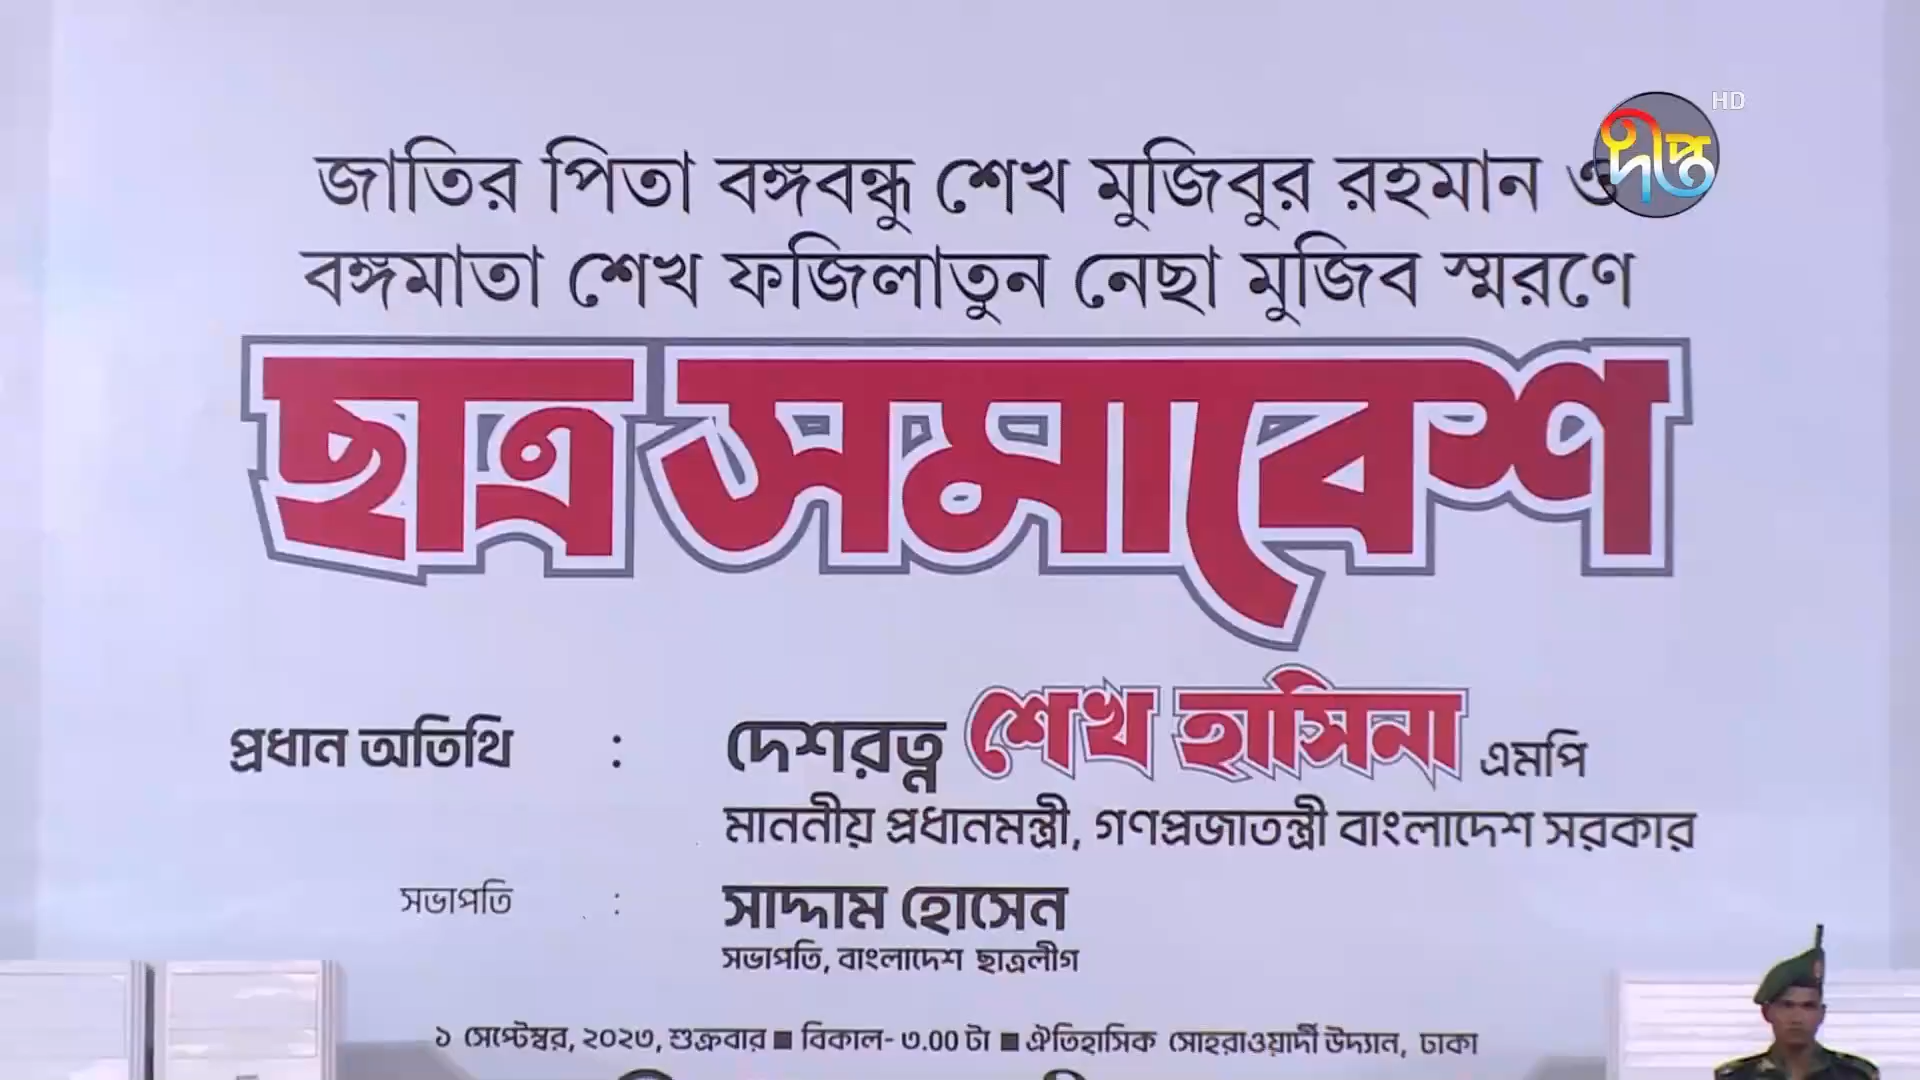 জাতির পিতা বঙ্গবন্ধু শেখ মুজিবুর রহমান ও
দীপ্ত HD
বঙ্গমাতা শেখ ফজিলাতুন নেছা মুজিব স্মরণে
ছাত্র সমাবেশ
প্রধান অতিথি : দেশরত্ন শেখ হাসিনা এমপি
মাননীয় প্রধানমন্ত্রী, গণপ্রজাতন্ত্রী বাংলাদেশ সরকার
সভাপতি : সাদ্দাম হোসেন
সভাপতি, বাংলাদেশ ছাত্রলীগ
১ সেপ্টেম্বর, ২০২৩, শুক্রবার ■ বিকাল- ৩.00 টা ■ ঐতিহাসিক সোহরাওয়ার্দী উদ্যান, ঢাকা